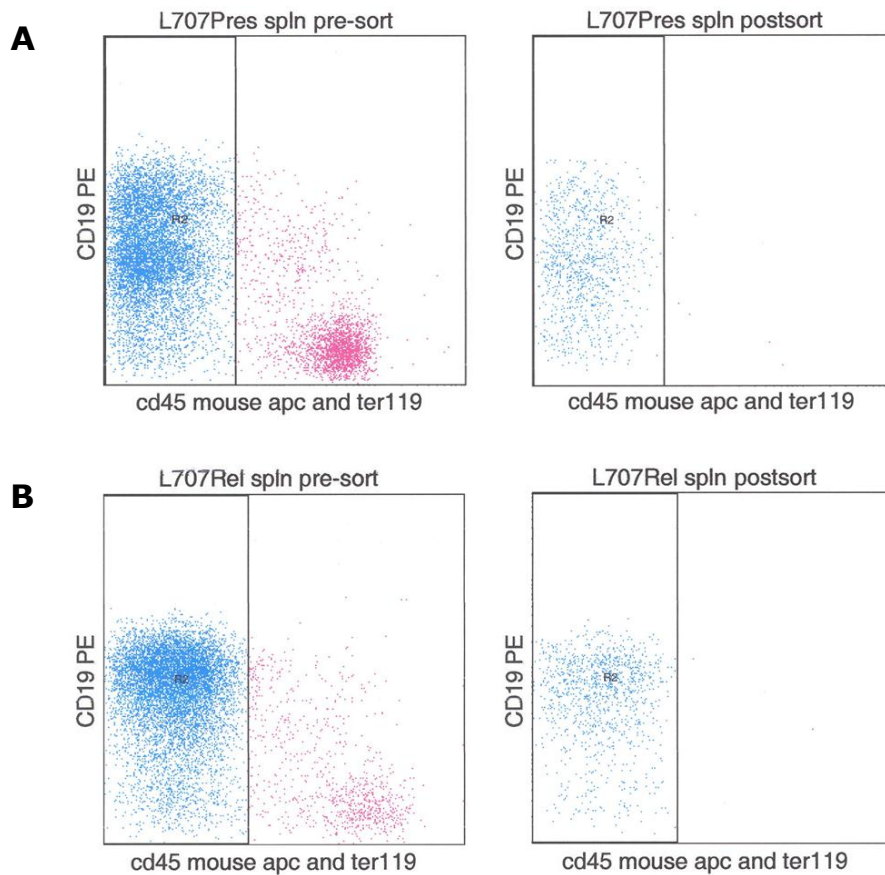 A
L707Pres spln pre-sort
L707Pres spln postsort
CD19 PE
R2
CD19 PE
R2
cd45 mouse apc and ter119
cd45 mouse apc and ter119
B
L707Rel spln pre-sort
L707Rel spln postsort
CD19 PE
R2
CD19 PE
R2
cd45 mouse apc and ter119
cd45 mouse apc and ter119